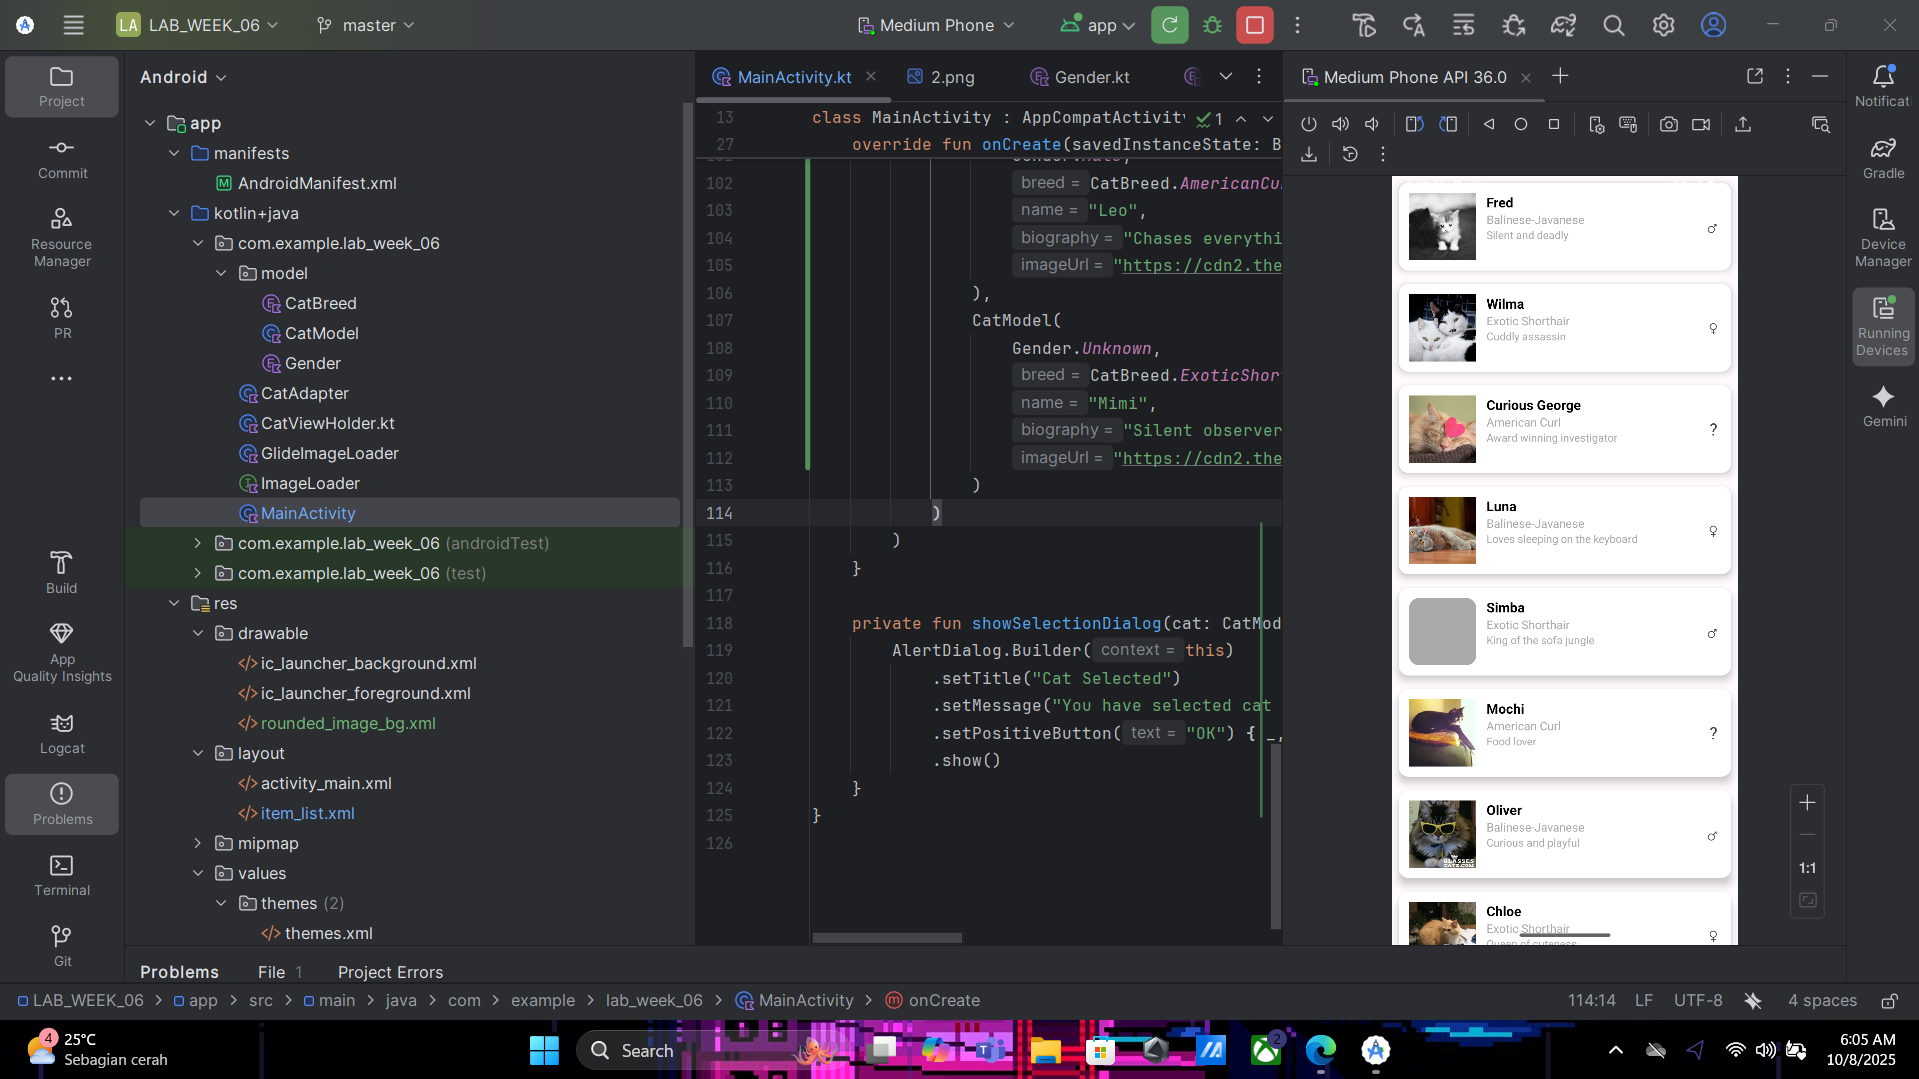 LA LAB_WEEK_06
master
Medium Phone
app
Project
Commit
Resource
Manager
PR
Build
App
Quality Insights
Logcat
Problems
Terminal
Git
Android
app
manifests
AndroidManifest.xml
kotlin+java
com.example.lab_week_06
model
CatBreed
CatModel
Gender
CatAdapter
CatViewHolder.kt
GlideImageLoader
ImageLoader
MainActivity
com.example.lab_week_06 (androidTest)
com.example.lab_week_06 (test)
res
drawable
ic_launcher_background.xml
ic_launcher_foreground.xml
rounded_image_bg.xml
layout
activity_main.xml
item_list.xml
mipmap
values
themes (2)
themes.xml
MainActivity.kt
2.png
Gender.kt
13 class MainActivity : AppCompatActivity
1
27 override fun onCreate(savedInstanceState: B
102 breed = CatBreed.AmericanCu
103 name = "Leo",
104 biography = "Chases everythi
105 imageUrl = "https://cdn2.the
106 ),
107 CatModel(
108 Gender.Unknown,
109 breed = CatBreed.ExoticShor
110 name = "Mimi",
111 biography = "Silent observer
112 imageUrl = "https://cdn2.the
113 )
114 )
115 )
116 }
117
118 private fun showSelectionDialog(cat: CatMod
119 AlertDialog.Builder( context = this)
120 .setTitle("Cat Selected")
121 .setMessage("You have selected cat
122 .setPositiveButton( text = "OK") { _,
123 .show()
124 }
125 }
126
Medium Phone API 36.0
Fred
Balinese-Javanese
Silent and deadly
♂
Wilma
Exotic Shorthair
Cuddly assassin
♀
Curious George
American Curl
Award winning investigator
?
Luna
Balinese-Javanese
Loves sleeping on the keyboard
♀
Simba
Exotic Shorthair
King of the sofa jungle
♂
Mochi
American Curl
Food lover
?
Oliver
Balinese-Javanese
Curious and playful
♂
Chloe
Exotic Shorthair
Queen of cuteness
♀
1:1
Notificati
Gradle
Device
Manager
Running
Devices
Gemini
Problems
File 1
Project Errors
LAB_WEEK_06 > app > src > main > java > com > example > lab_week_06 > MainActivity > onCreate
114:14 LF UTF-8 4 spaces
4
25°C
Sebagian cerah
Search
2
6:05 AM
10/8/2025